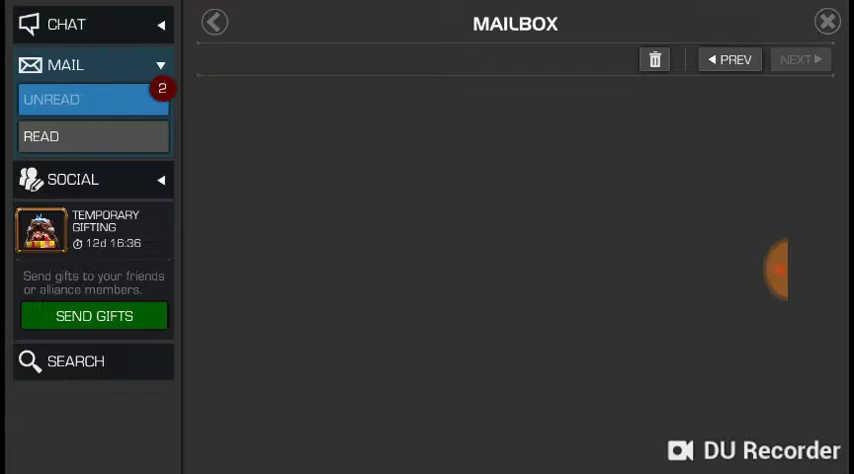 CHAT
MAILBOX
MAIL
PREV
NEXT
2
UNREAD
READ
SOCIAL
TEMPORARY
GIFTING
12d 16:36
Send gifts to your friends
or alliance members.
SEND GIFTS
SEARCH
DU Recorder